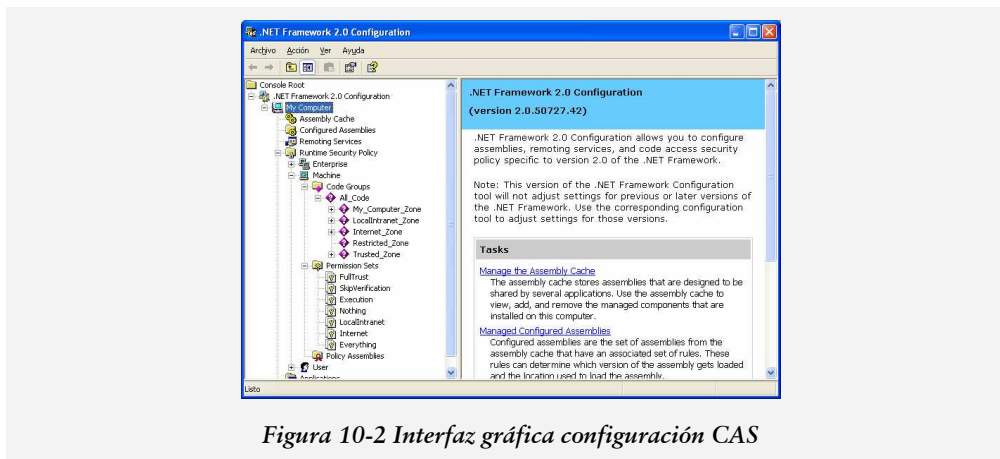 .NET Framework 2.0 Configuration
Archivo Acción Ver Ayuda
Console Root
.NET Framework 2.0 Configuration
My Computer
Assembly Cache
Configured Assemblies
Remoting Services
Runtime Security Policy
Enterprise
Machine
Code Groups
All_Code
My_Computer_Zone
LocalIntranet_Zone
Internet_Zone
Restricted_Zone
Trusted_Zone
Permission Sets
FullTrust
SkipVerification
Execution
Nothing
LocalIntranet
Internet
Everything
Policy Assemblies
User
Applications
.NET Framework 2.0 Configuration
(version 2.0.50727.42)
.NET Framework 2.0 Configuration allows you to configure
assemblies, remoting services, and code access security
policy specific to version 2.0 of the .NET Framework.
Note: This version of the .NET Framework Configuration
tool will not adjust settings for previous or later versions of
the .NET Framework. Use the corresponding configuration
tool to adjust settings for those versions.
Tasks
Manage the Assembly Cache
The assembly cache stores assemblies that are designed to be
shared by several applications. Use the assembly cache to
view, add, and remove the managed components that are
installed on this computer.
Managed Configured Assemblies
Configured assemblies are the set of assemblies from the
assembly cache that have an associated set of rules. These
rules can determine which version of the assembly gets loaded
and the location used to load the assembly.
Listo
Figura 10-2 Interfaz gráfica configuración CAS